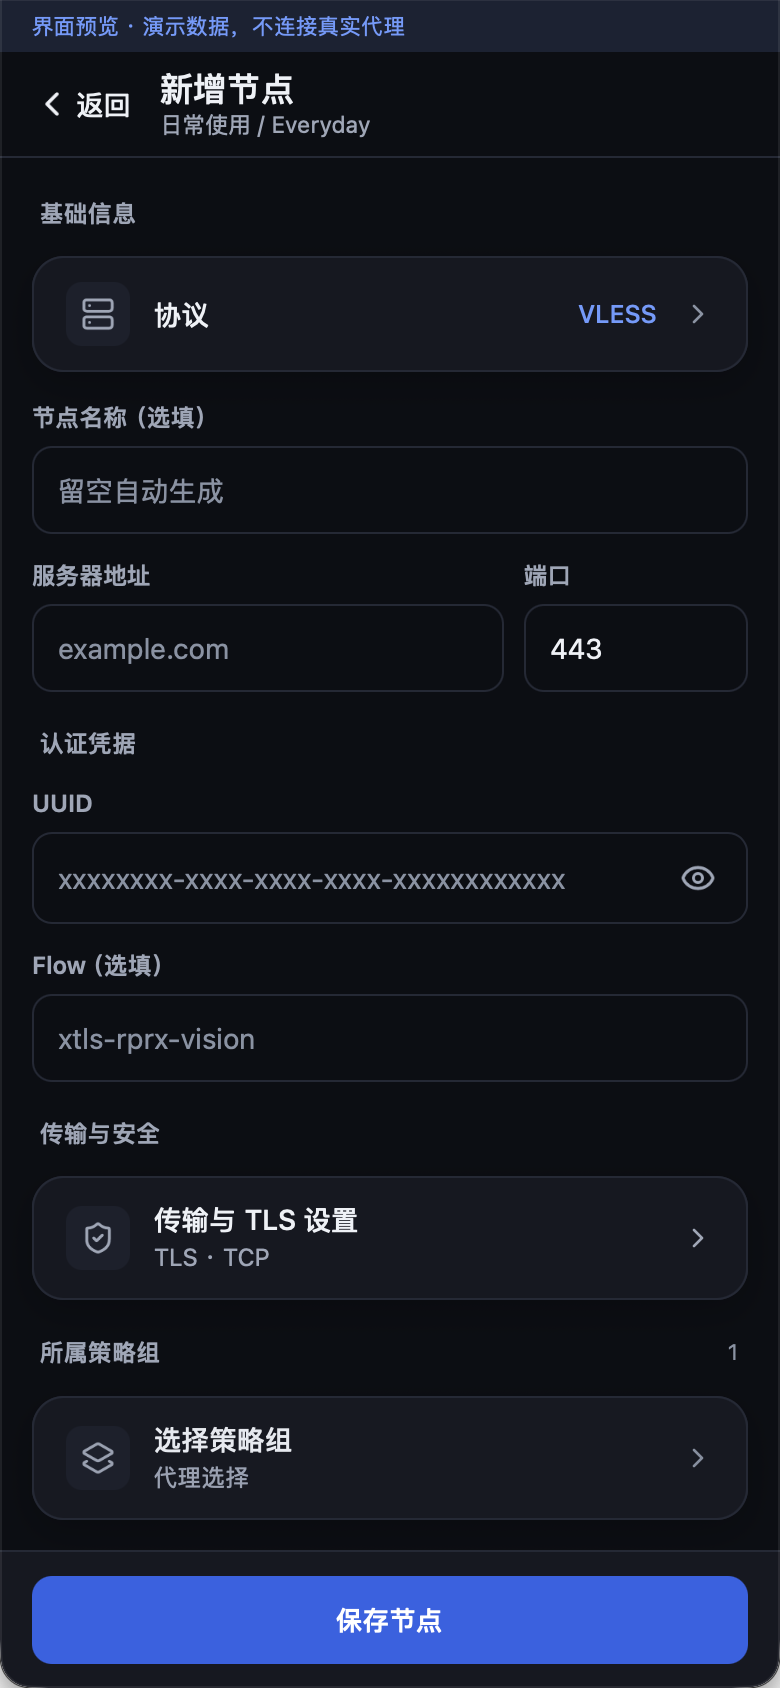 界面预览 · 演示数据，不连接真实代理
返回
新增节点
日常使用 / Everyday
基础信息
协议 VLESS
节点名称（选填）
留空自动生成
服务器地址 端口
example.com 443
认证凭据
UUID
xxxxxxxx-xxxx-xxxx-xxxx-xxxxxxxxxxxx
Flow（选填）
xtls-rprx-vision
传输与安全
传输与 TLS 设置
TLS · TCP
所属策略组 1
选择策略组
代理选择
保存节点